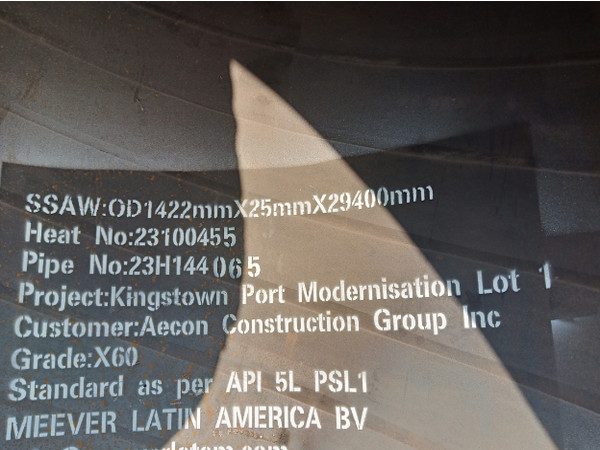 SSAW:OD1422mmX25mmX29400mm
Heat No:23100455
Pipe No:23H144065
Project:Kingstown Port Modernisation Lot 1
Customer:Aecon Construction Group Inc
Grade:X60
Standard as per API 5L PSL1
MEEVER LATIN AMERICA BV